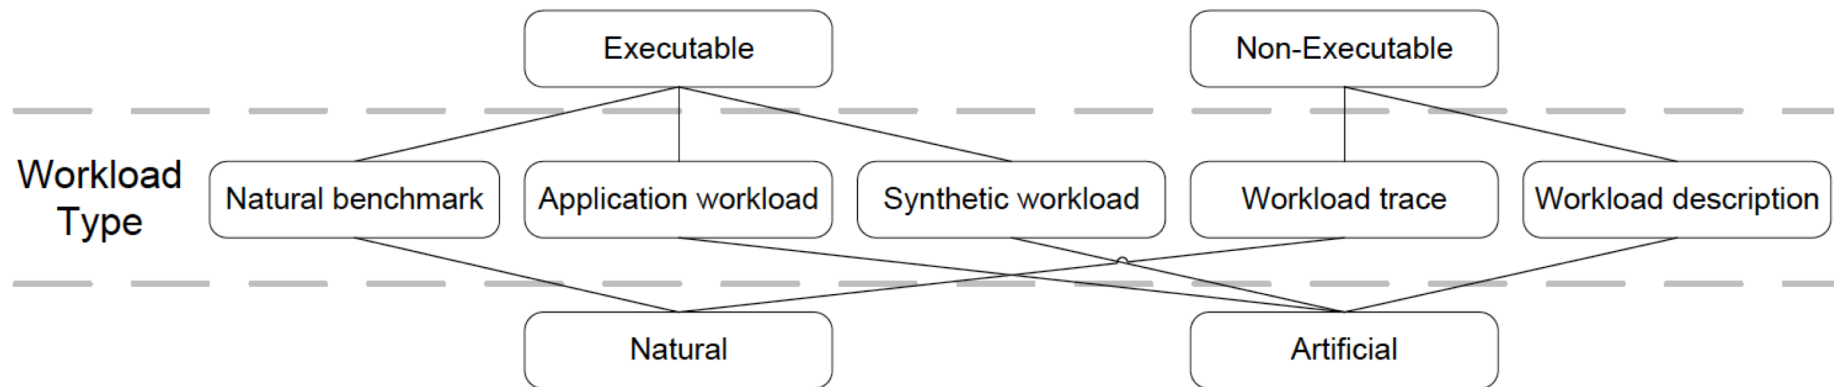 Executable
Non-Executable
Workload
Type
Natural benchmark
Application workload
Synthetic workload
Workload trace
Workload description
Natural
Artificial